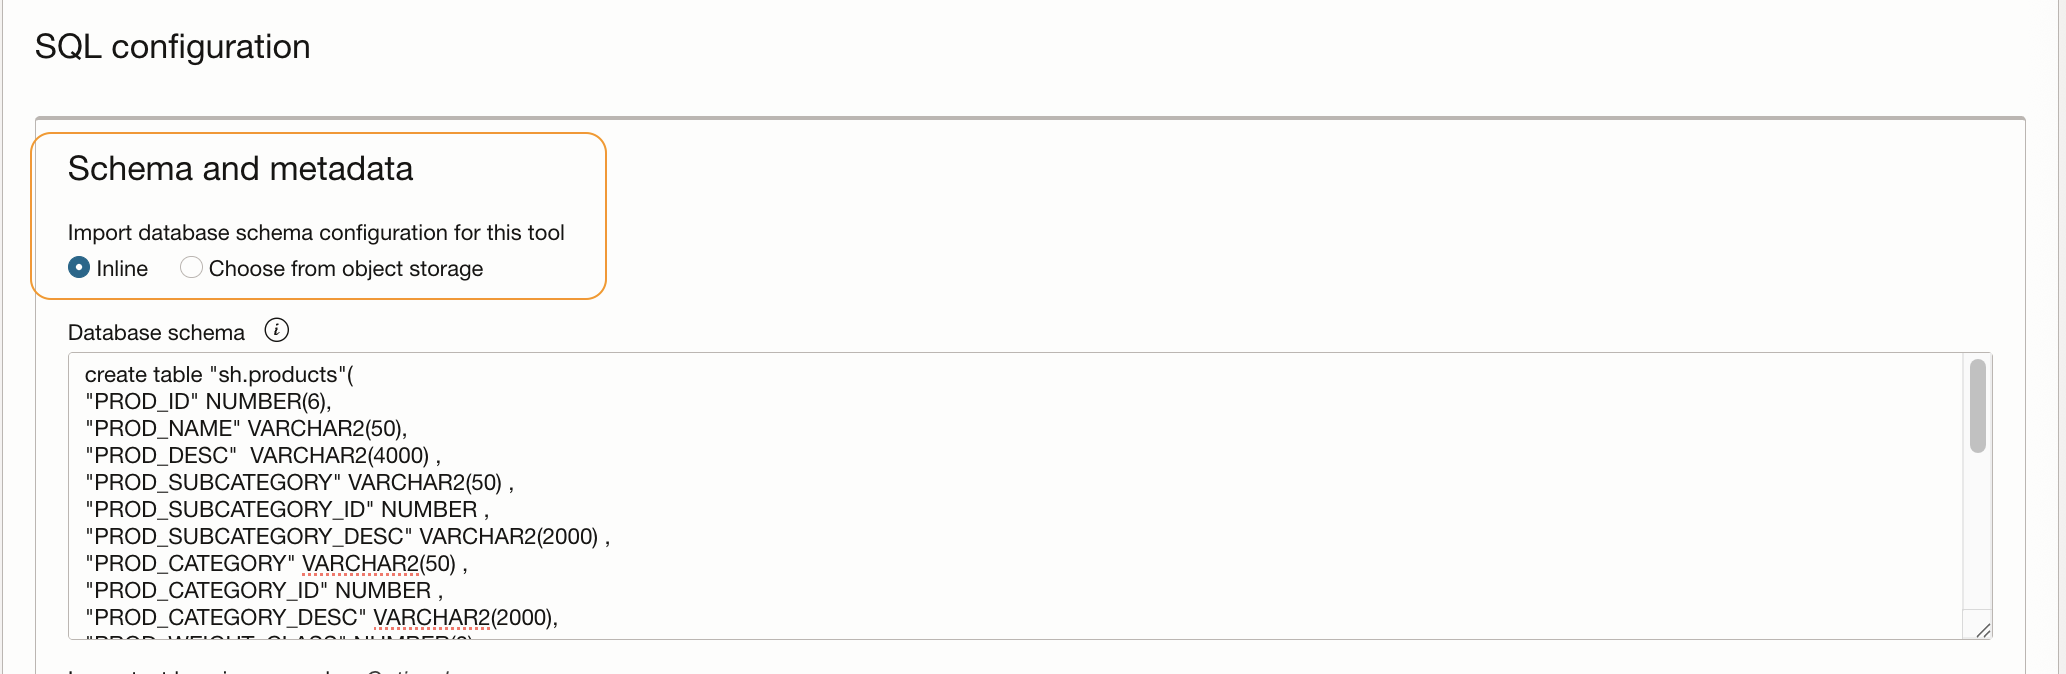 SQL configuration
Schema and metadata
Import database schema configuration for this tool
Inline Choose from object storage
Database schema i
create table "sh.products"(
"PROD_ID" NUMBER(6),
"PROD_NAME" VARCHAR2(50),
"PROD_DESC"  VARCHAR2(4000) ,
"PROD_SUBCATEGORY" VARCHAR2(50) ,
"PROD_SUBCATEGORY_ID" NUMBER ,
"PROD_SUBCATEGORY_DESC" VARCHAR2(2000) ,
"PROD_CATEGORY" VARCHAR2(50) ,
"PROD_CATEGORY_ID" NUMBER ,
"PROD_CATEGORY_DESC" VARCHAR2(2000),